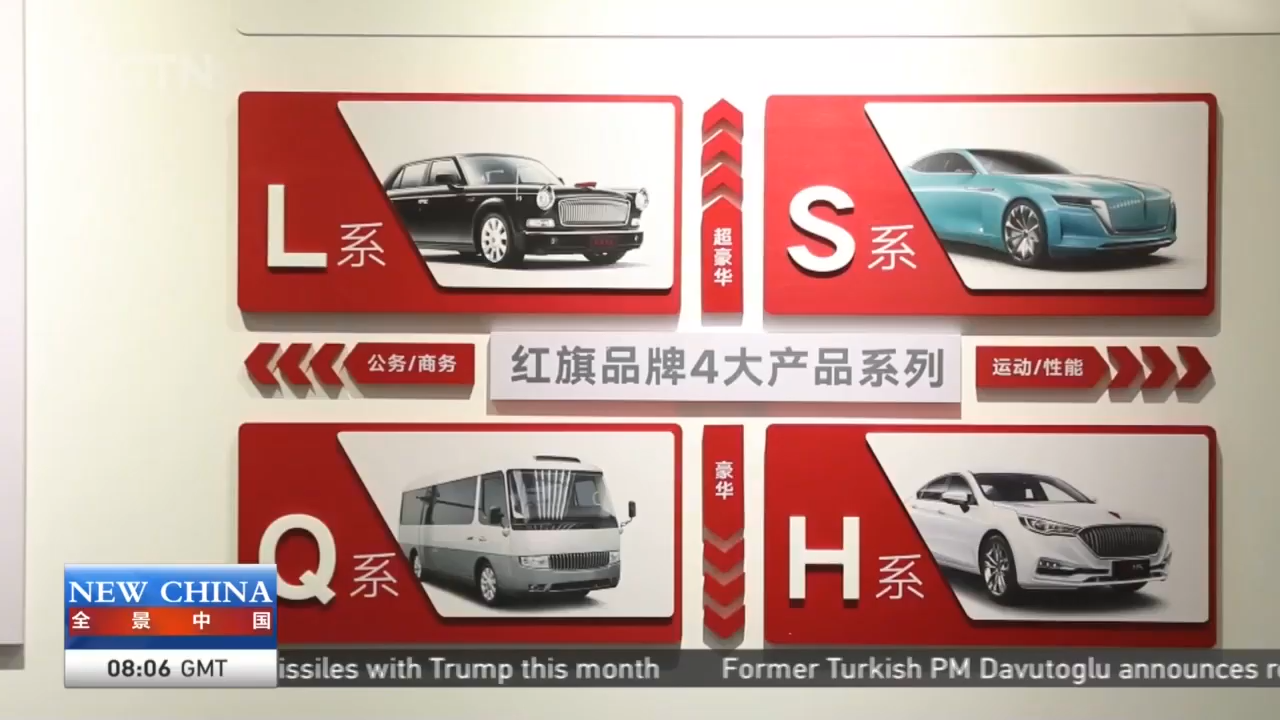 CGTN
L系
超豪华
S系
公务/商务
红旗品牌4大产品系列
运动/性能
Q系
豪华
H系
NEW CHINA
全景中国
08:06 GMT
issiles with Trump this month
Former Turkish PM Davutoglu announces r